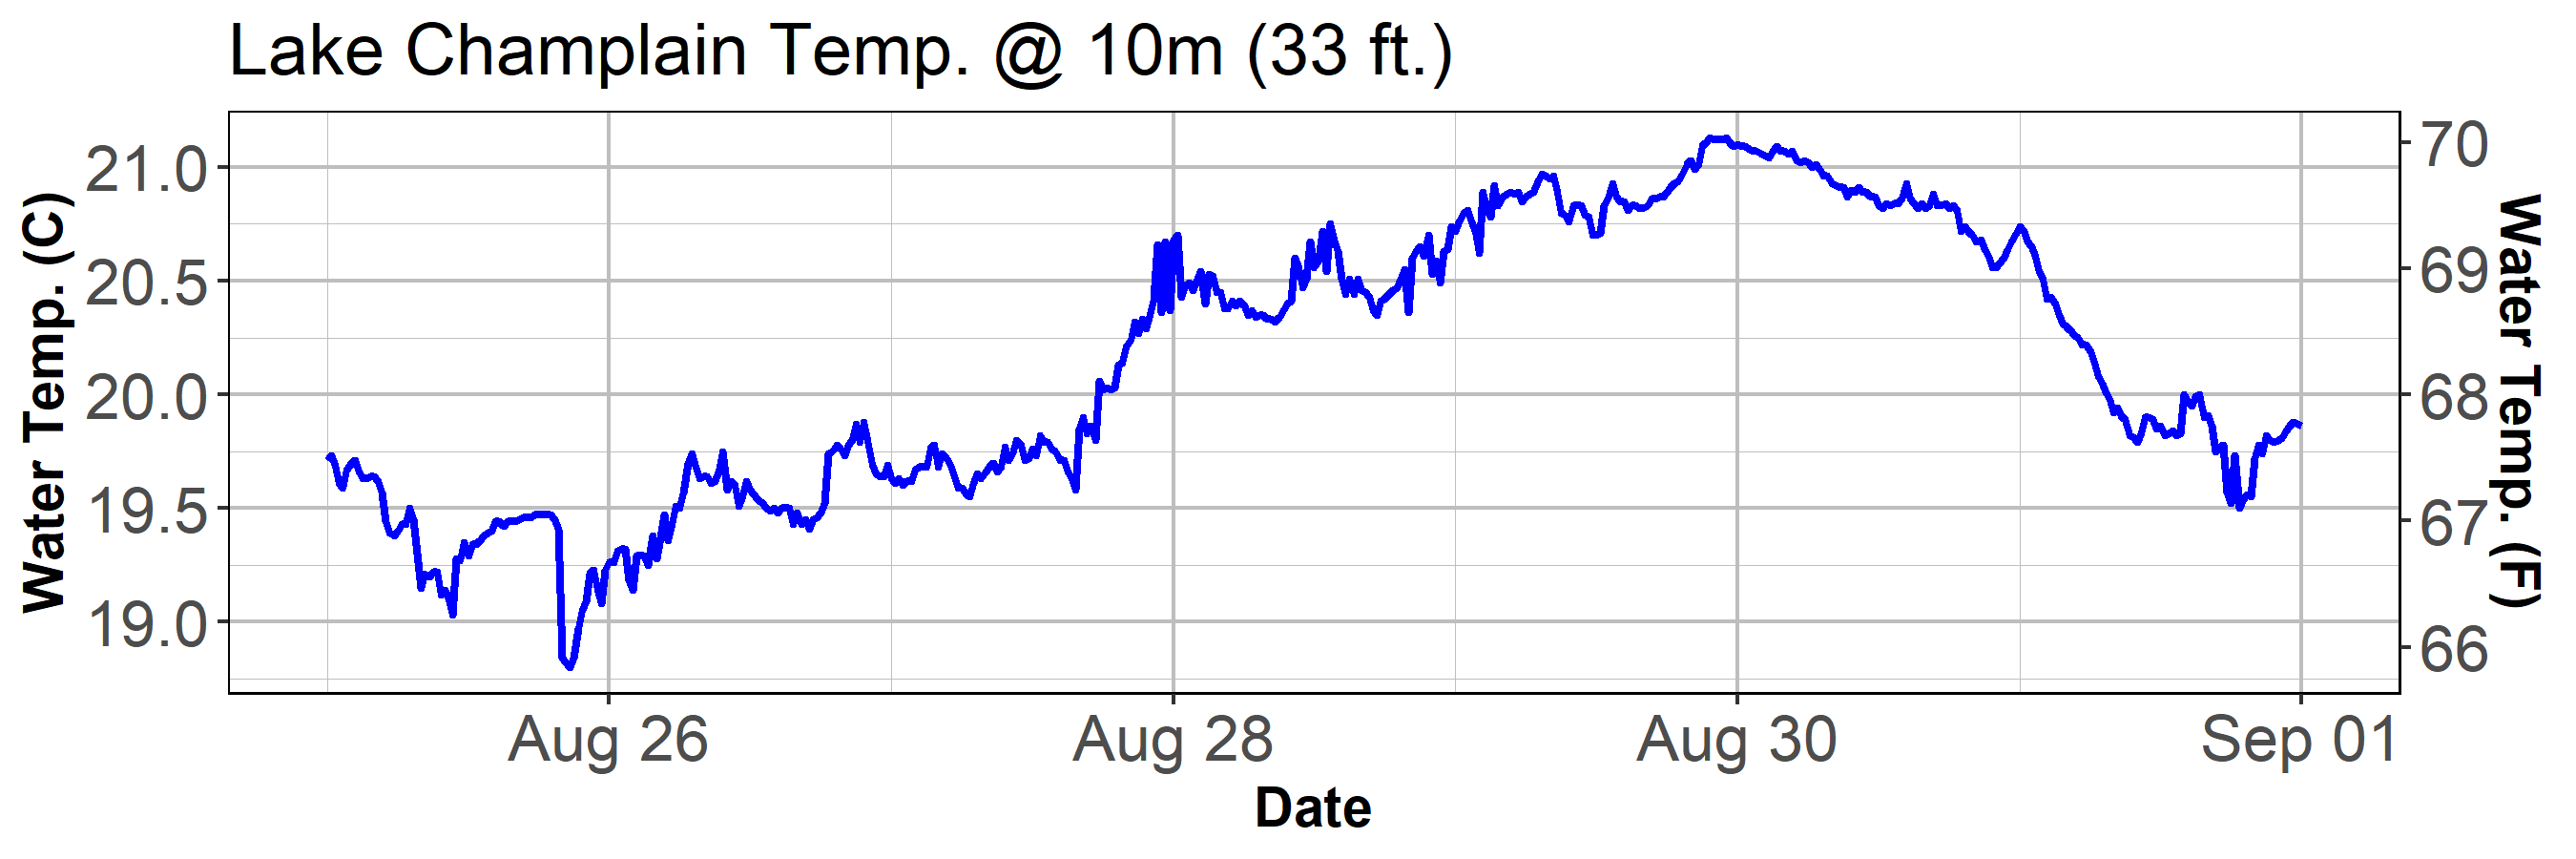 Lake Champlain Temp. @ 10m (33 ft.)
Water Temp. (C)
21.0
20.5
20.0
19.5
19.0
70
69
68
67
66
Water Temp. (F)
Aug 26
Aug 28
Aug 30
Sep 01
Date